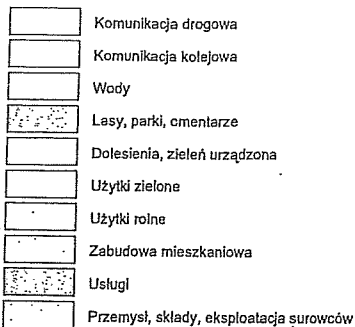 Komunikacja drogowa
Komunikacja kolejowa
Wody
Lasy, parki, cmentarze
Dolesienia, zieleń urządzona
Użytki zielone
Użytki rolne
Zabudowa mieszkaniowa
Usługi
Przemysł, składy, eksploatacja surowców